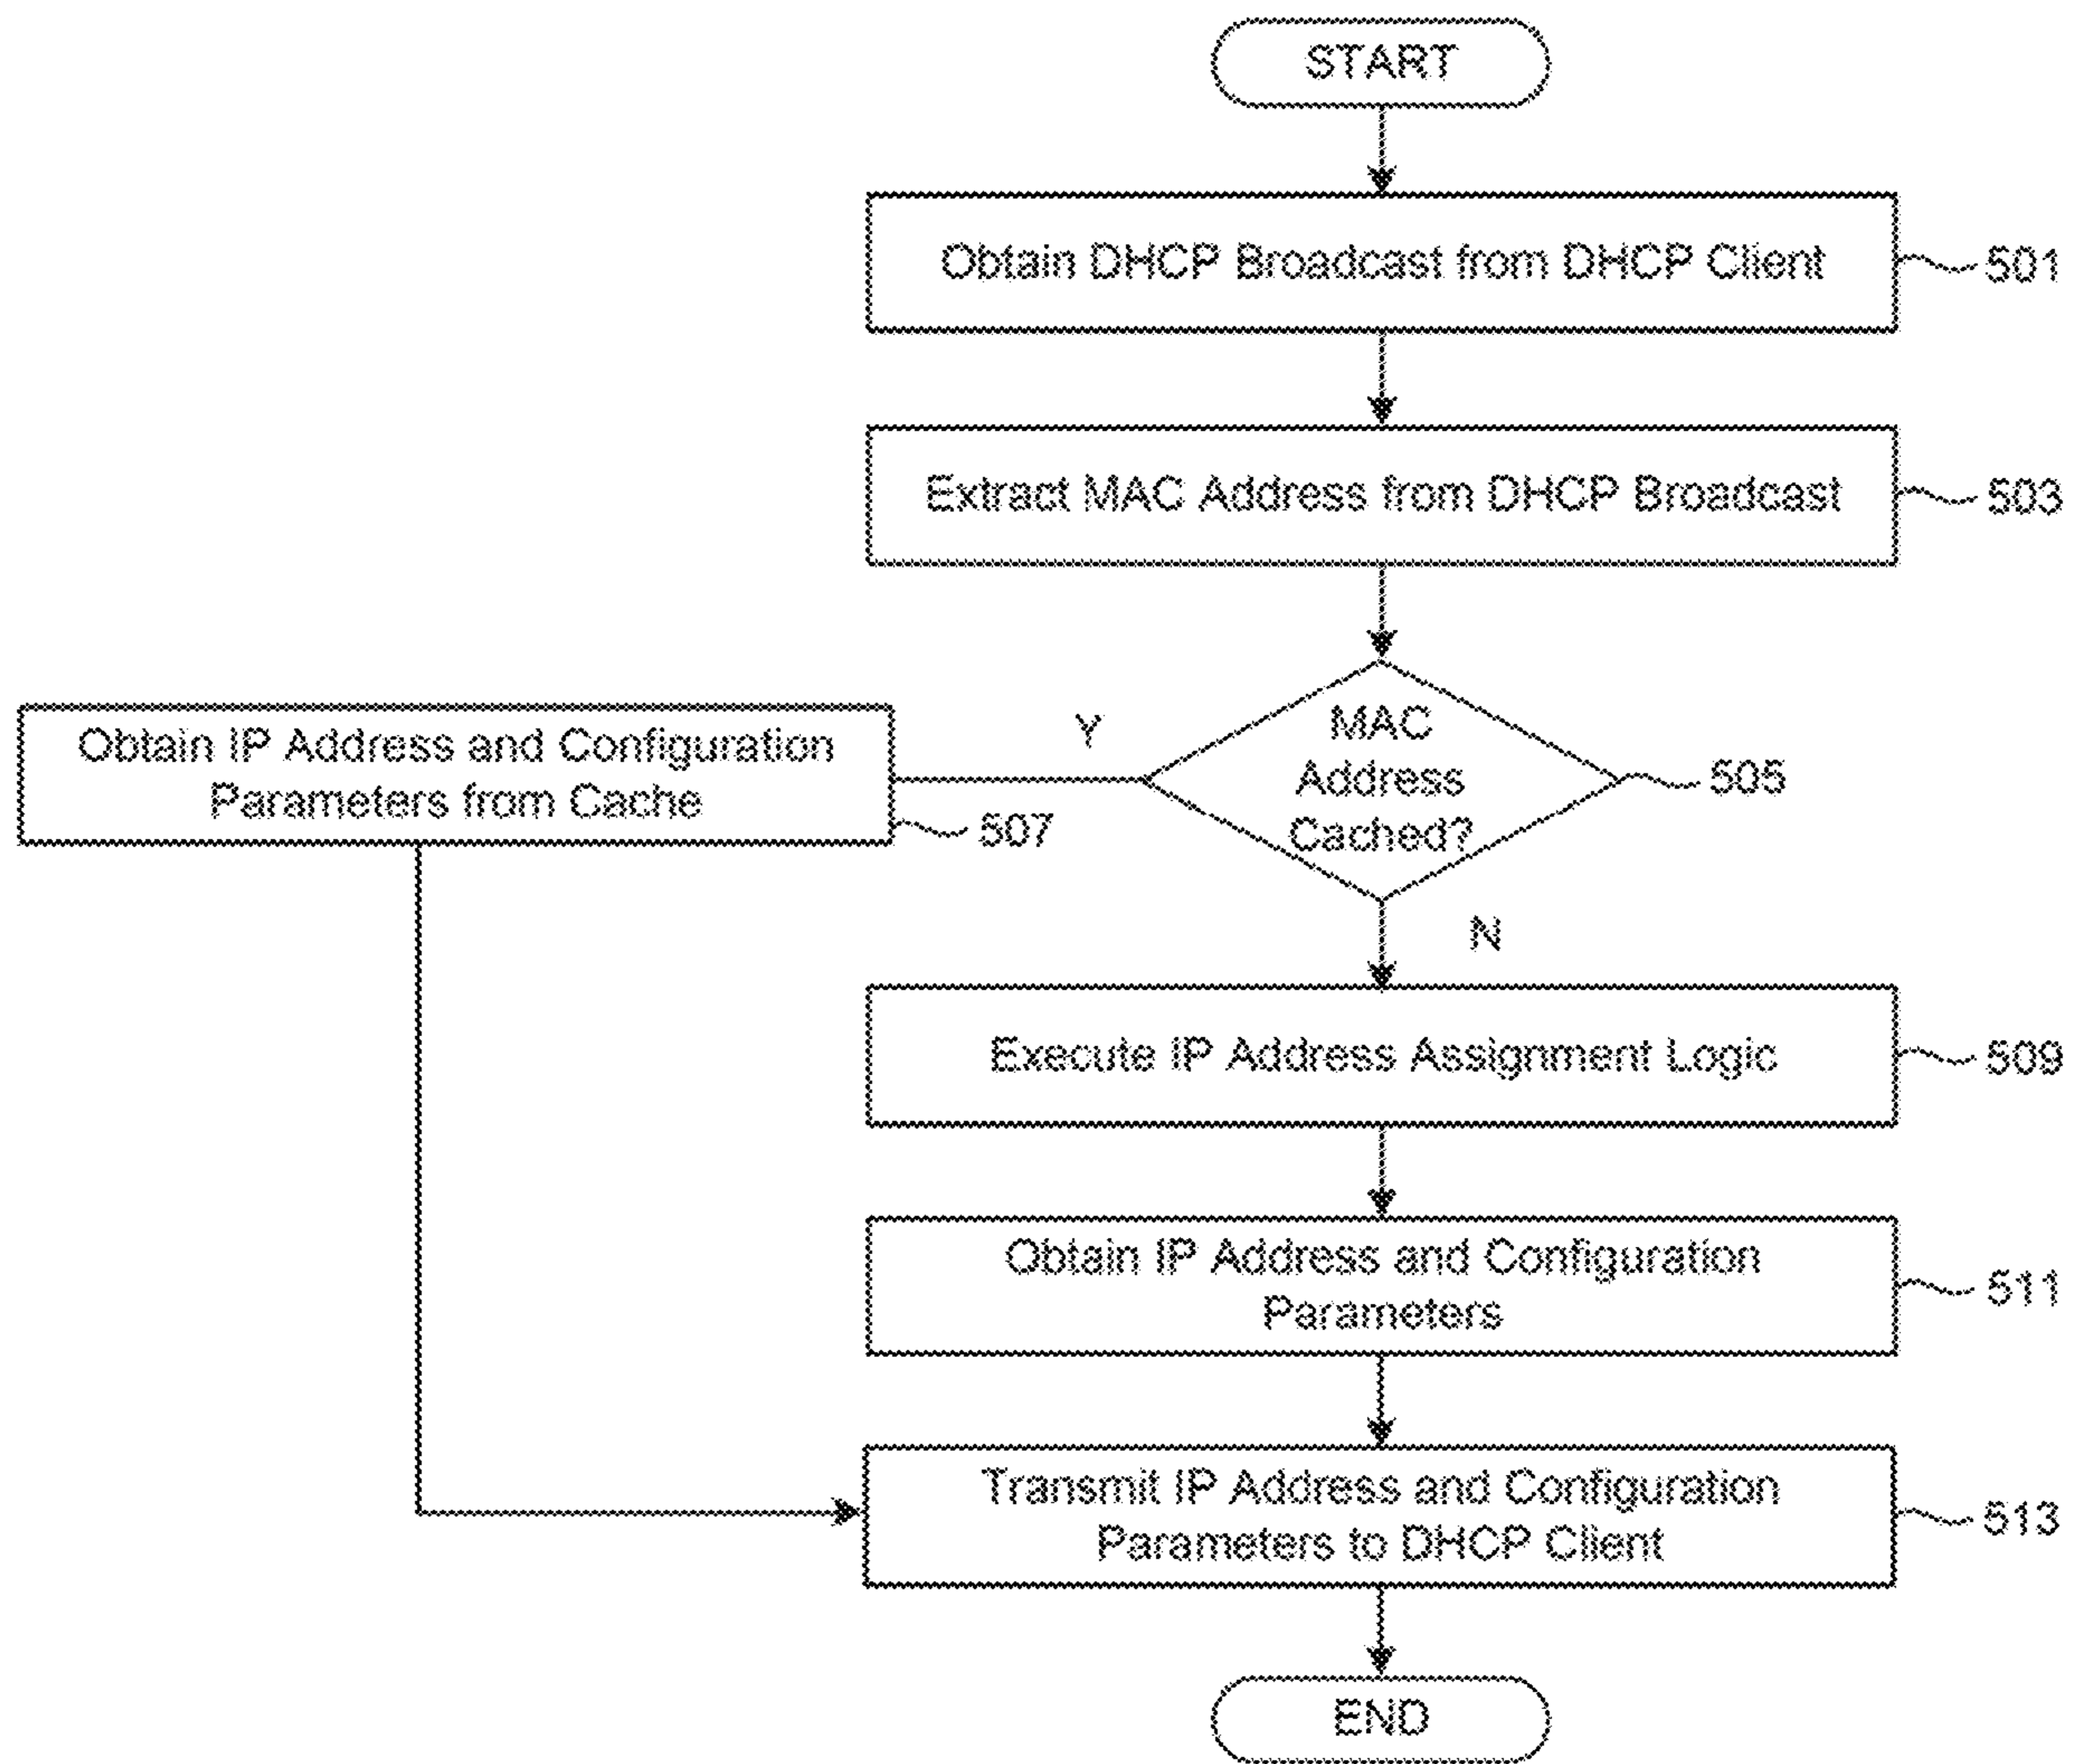 START
Obtain DHCP Broadcast from DHCP Client
501
Extract MAC Address from DHCP Broadcast
503
MAC
Address
Cached?
505
Y
Obtain IP Address and Configuration
Parameters from Cache
507
N
Execute IP Address Assignment Logic
509
Obtain IP Address and Configuration
Parameters
511
Transmit IP Address and Configuration
Parameters to DHCP Client
513
END